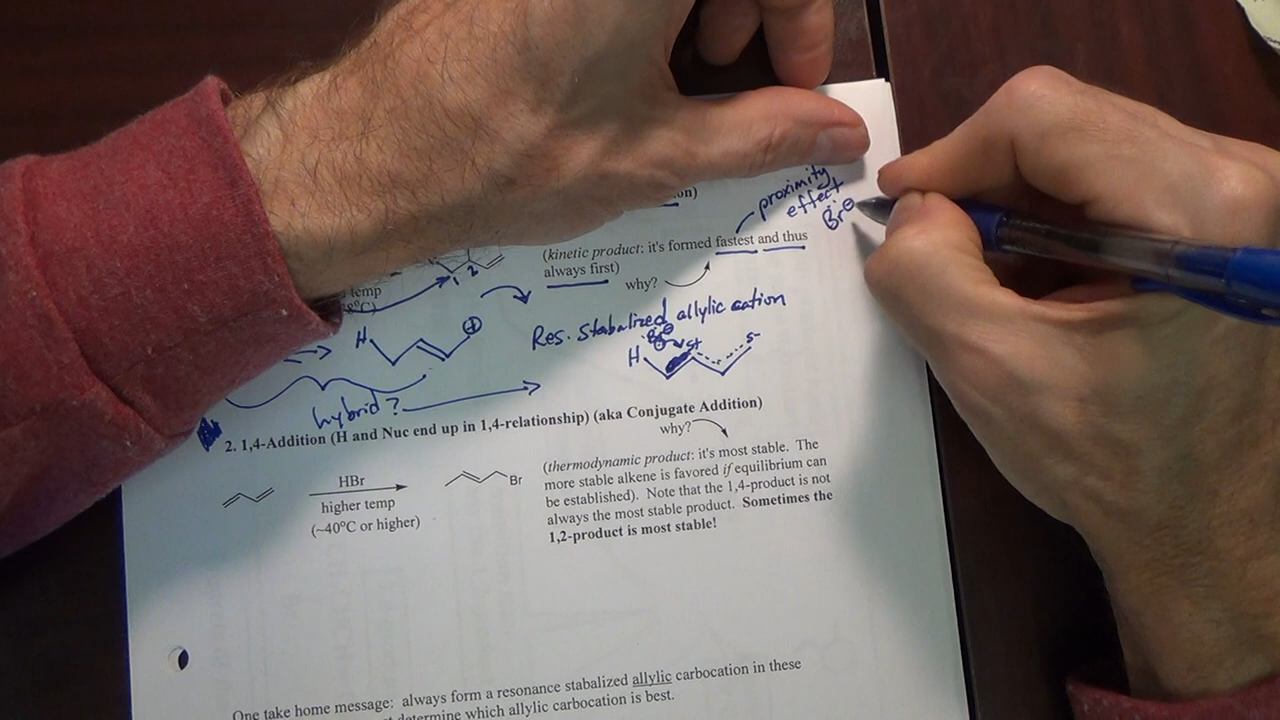 on)
proximity
effect
Br⊖
(kinetic product: it's formed fastest and thus
always first)
why?
1 2
temp
8°C)
Res. stabalized allylic cation
H ⊕
Br⊖
H δ+ δ-
hybrid?
2. 1,4-Addition (H and Nuc end up in 1,4-relationship) (aka Conjugate Addition)
why?
HBr
higher temp
(~40°C or higher)
Br
(thermodynamic product: it's most stable. The
more stable alkene is favored if equilibrium can
be established). Note that the 1,4-product is not
always the most stable product. Sometimes the
1,2-product is most stable!
One take home message: always form a resonance stabalized allylic carbocation in these
determine which allylic carbocation is best.